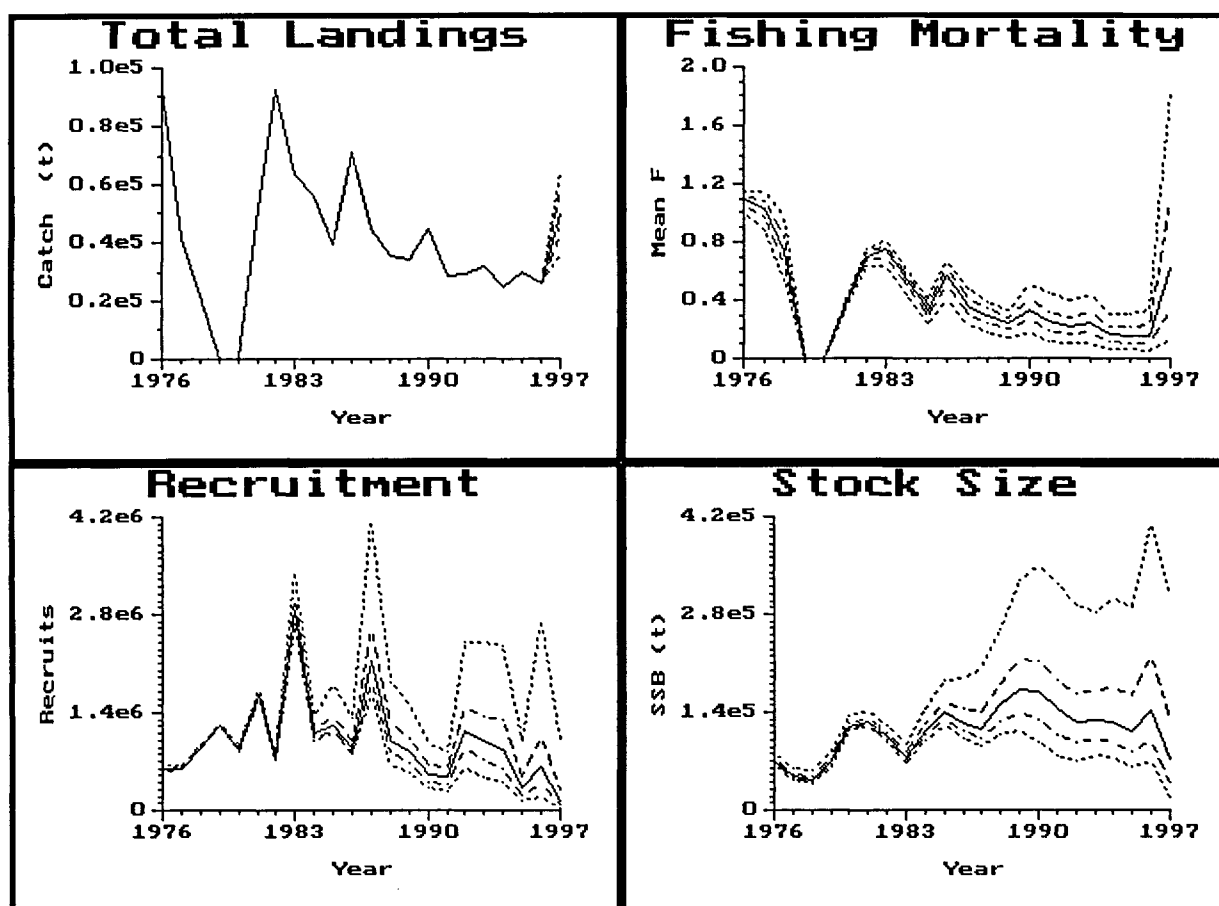 Total Landings
1.0e5
0.8e5
0.6e5
0.4e5
0.2e5
0
Catch (t)
1976 1983 1990 1997
Year
Fishing Mortality
2.0
1.6
1.2
0.8
0.4
0
Mean F
1976 1983 1990 1997
Year
Recruitment
4.2e6
2.8e6
1.4e6
0
Recruits
1976 1983 1990 1997
Year
Stock Size
4.2e5
2.8e5
1.4e5
0
SSB (t)
1976 1983 1990 1997
Year